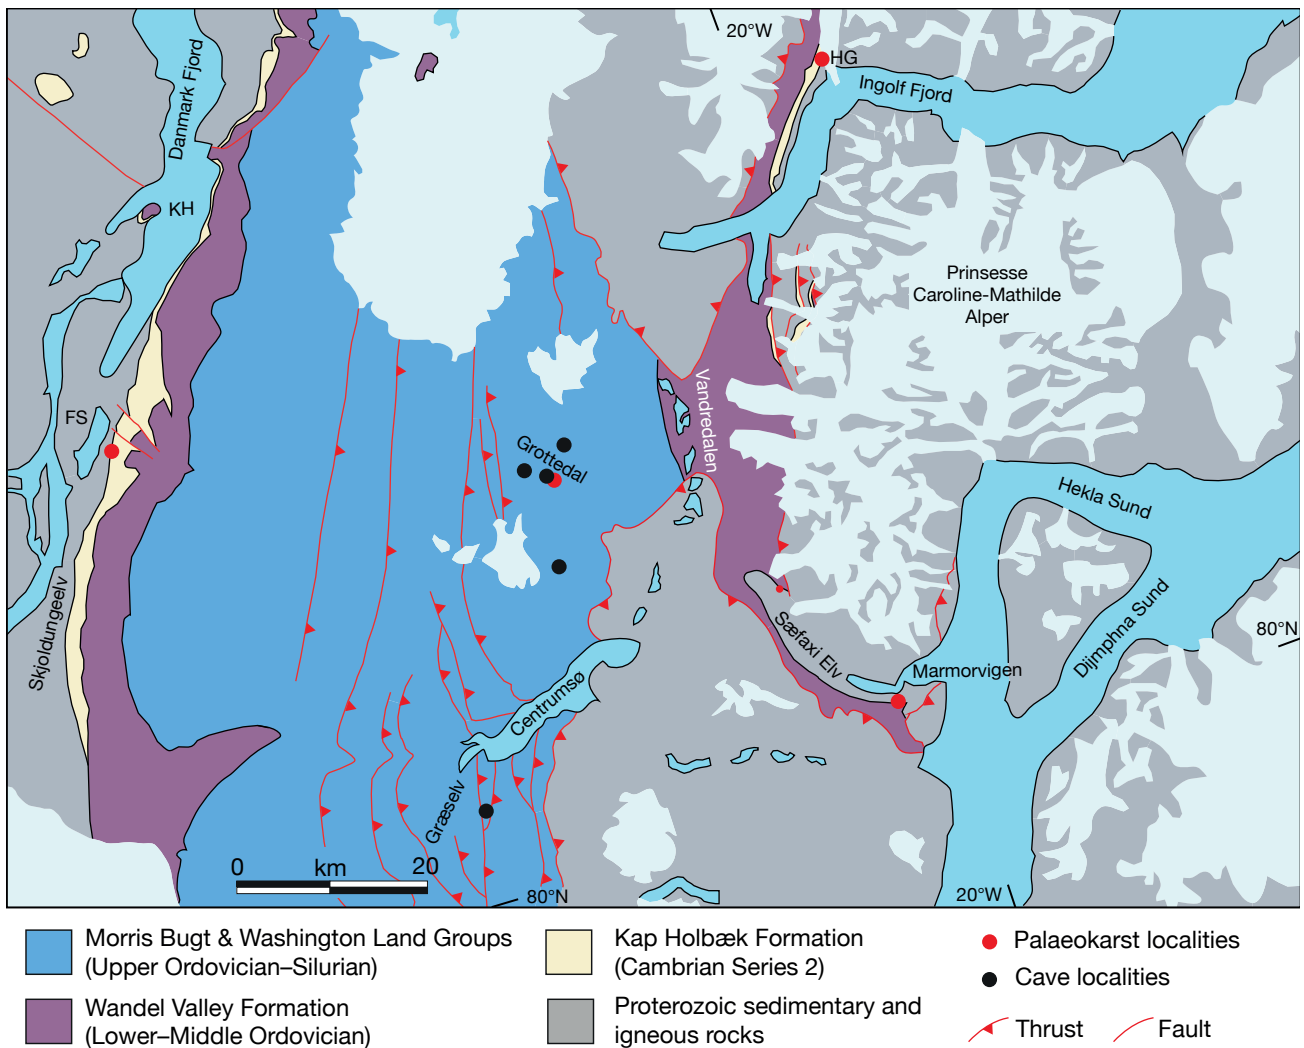 20°W
HG
Ingolf Fjord
Danmark Fjord
KH
Prinsesse
Caroline-Mathilde
Alper
Vandredalen
FS
Grottedal
Hekla Sund
Skjoldungeelv
Sæfaxi Elv
Dijmphna Sund
80°N
Marmorvigen
Centrumsø
Græselv
0 km 20
80°N
20°W
Morris Bugt & Washington Land Groups
(Upper Ordovician–Silurian)
Wandel Valley Formation
(Lower–Middle Ordovician)
Kap Holbæk Formation
(Cambrian Series 2)
Proterozoic sedimentary and
igneous rocks
Palaeokarst localities
Cave localities
Thrust
Fault